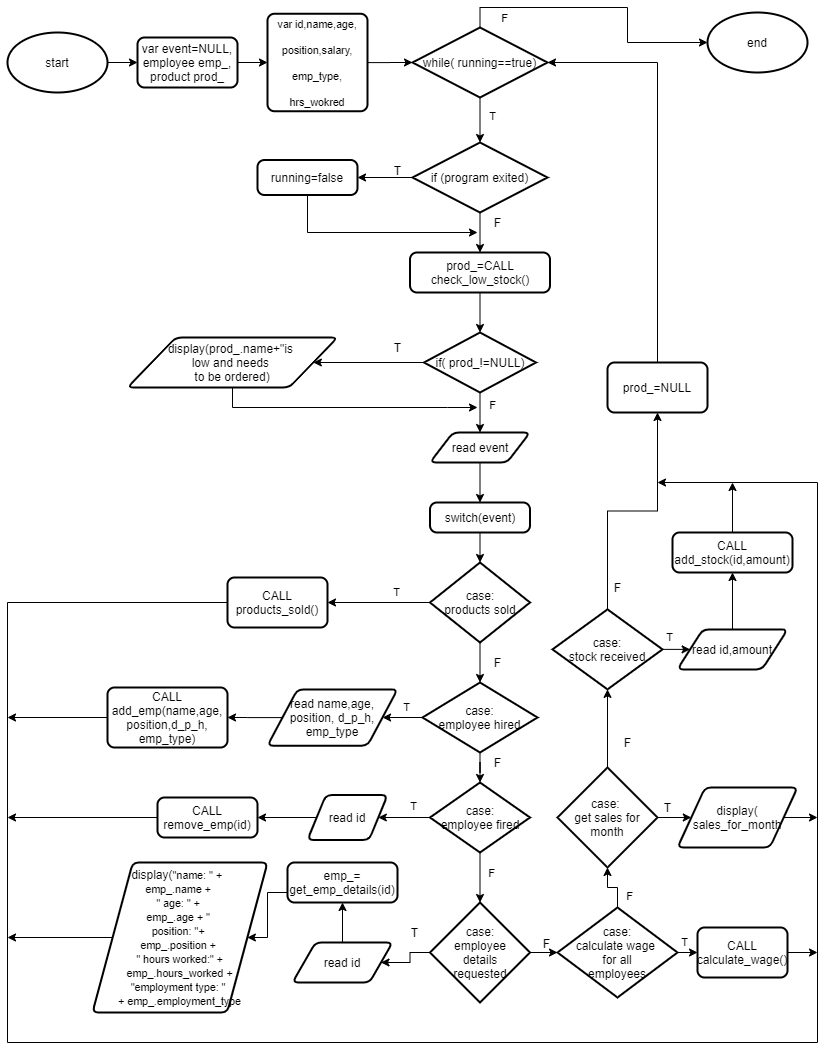 start
var event=NULL,
employee emp_,
product prod_
var id,name,age,
position,salary,
emp_type,
hrs_wokred
while( running==true)
F
end
T
if (program exited)
T
running=false
F
prod_=CALL
check_low_stock()
if( prod_!=NULL)
T
display(prod_.name+"is
low and needs
to be ordered)
F
read event
switch(event)
case:
products sold
T
CALL
products_sold()
F
case:
employee hired
T
read name,age,
position, d_p_h,
emp_type
CALL
add_emp(name,age,
position,d_p_h,
emp_type)
F
case:
employee fired
T
read id
CALL
remove_emp(id)
F
case:
employee
details
requested
T
read id
emp_=
get_emp_details(id)
display("name: " +
emp_.name +
" age: " +
emp_.age + "
position: "+
emp_.position +
" hours worked:" +
emp_.hours_worked +
"employment type: "
+ emp_.employment_type
F
case:
calculate wage
for all
employees
T
CALL
calculate_wage()
F
case:
get sales for
month
T
display(
sales_for_month
F
case:
stock received
T
read id,amount
CALL
add_stock(id,amount)
F
prod_=NULL